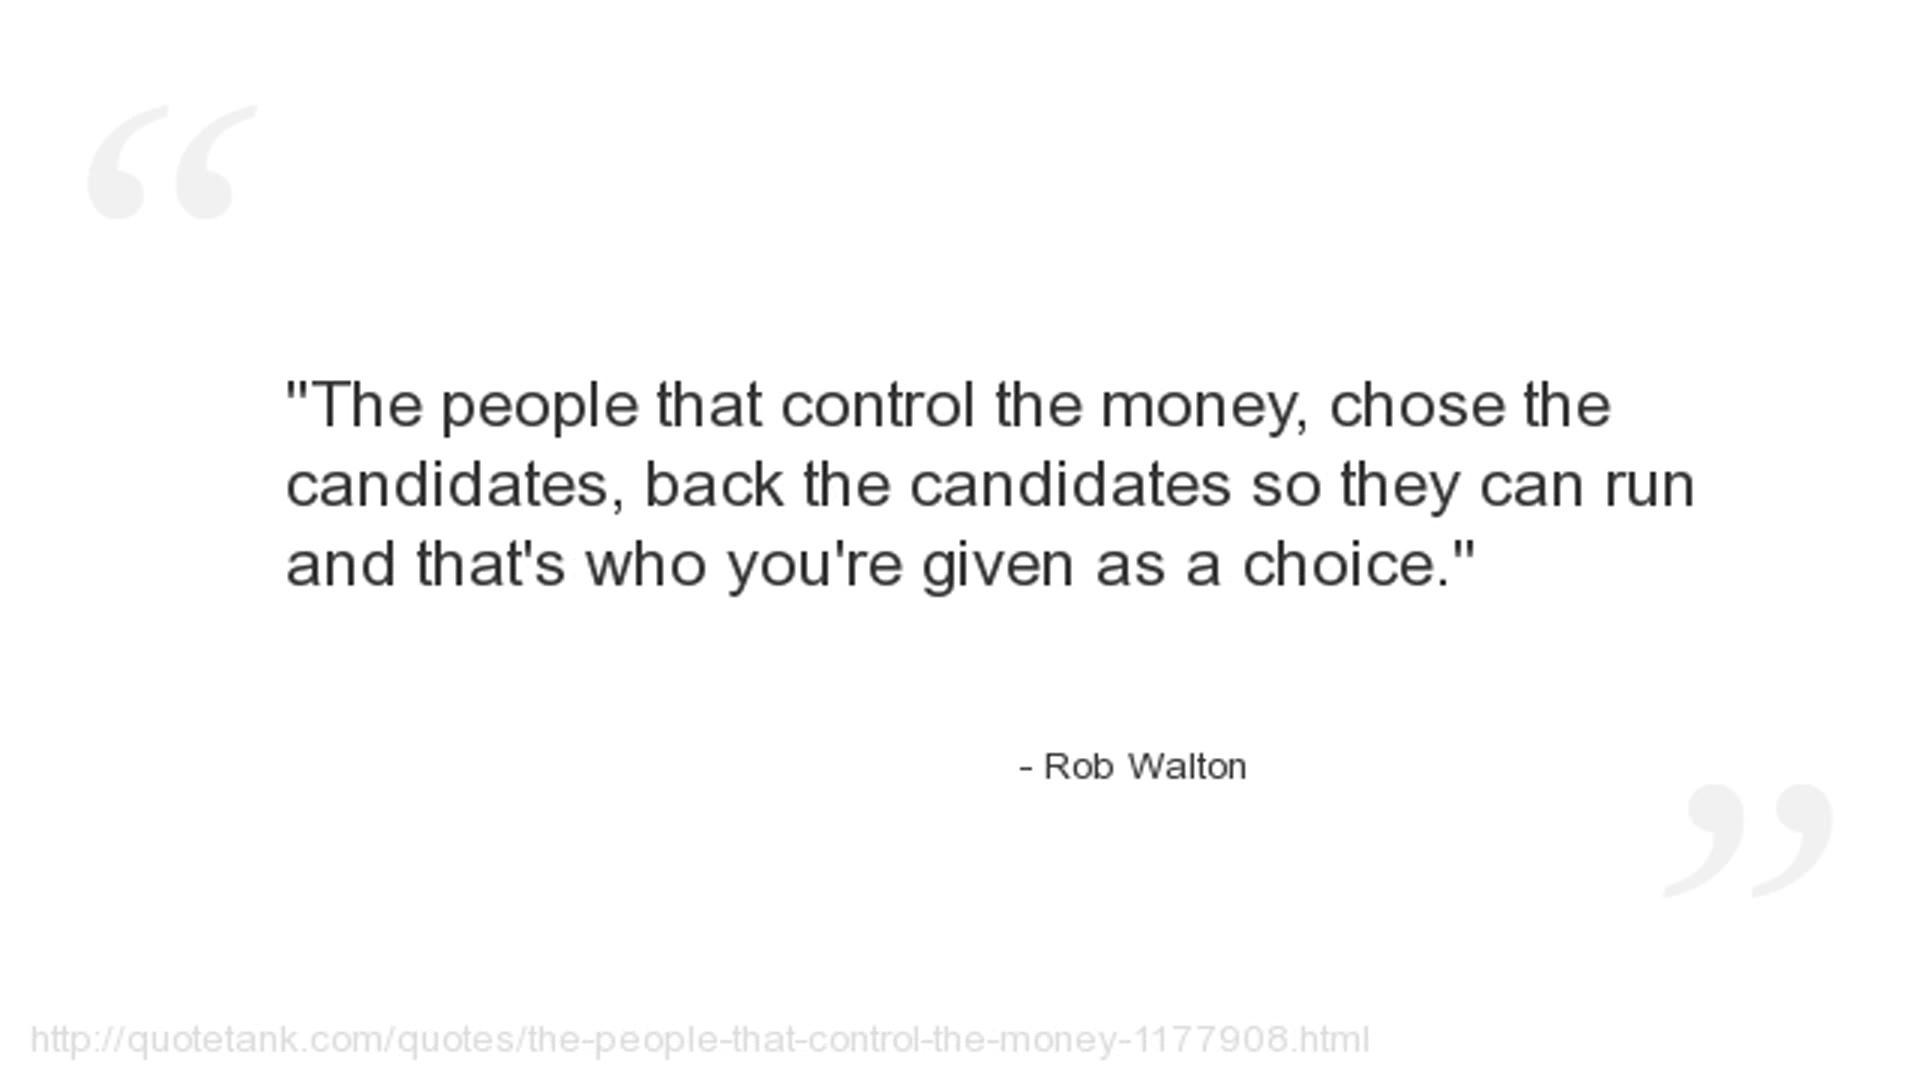 "The people that control the money, chose the
candidates, back the candidates so they can run
and that's who you're given as a choice."
- Rob Walton
http://quotetank.com/quotes/the-people-that-control-the-money-1177908.html